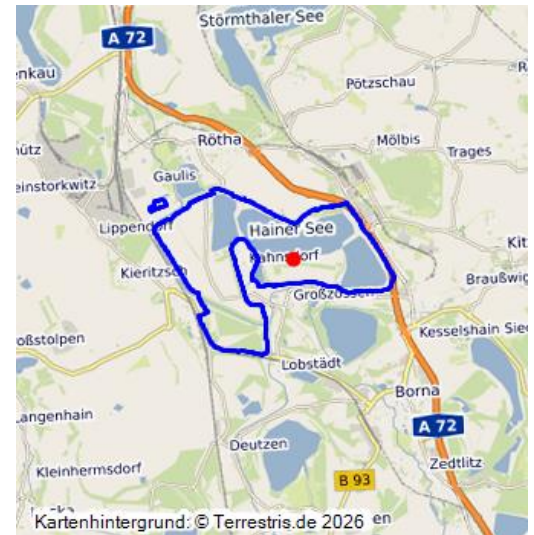 Störmthaler See
A 72
enkau
Pötzschau
Rötha
Mölbis
Trages
ütz
Gaulis
einstorkwitz
Lippendorf
Hainer See
Kit
Kahnsdorf
Kieritzsch
Großzössen
Braußwig
oßstolpen
Kesselshain Sie
Lobstädt
Borna
Langenhain
A 72
Deutzen
Zedtlitz
Kleinhermsdorf
B 93
Kartenhintergrund: © Terrestris.de 2026
en